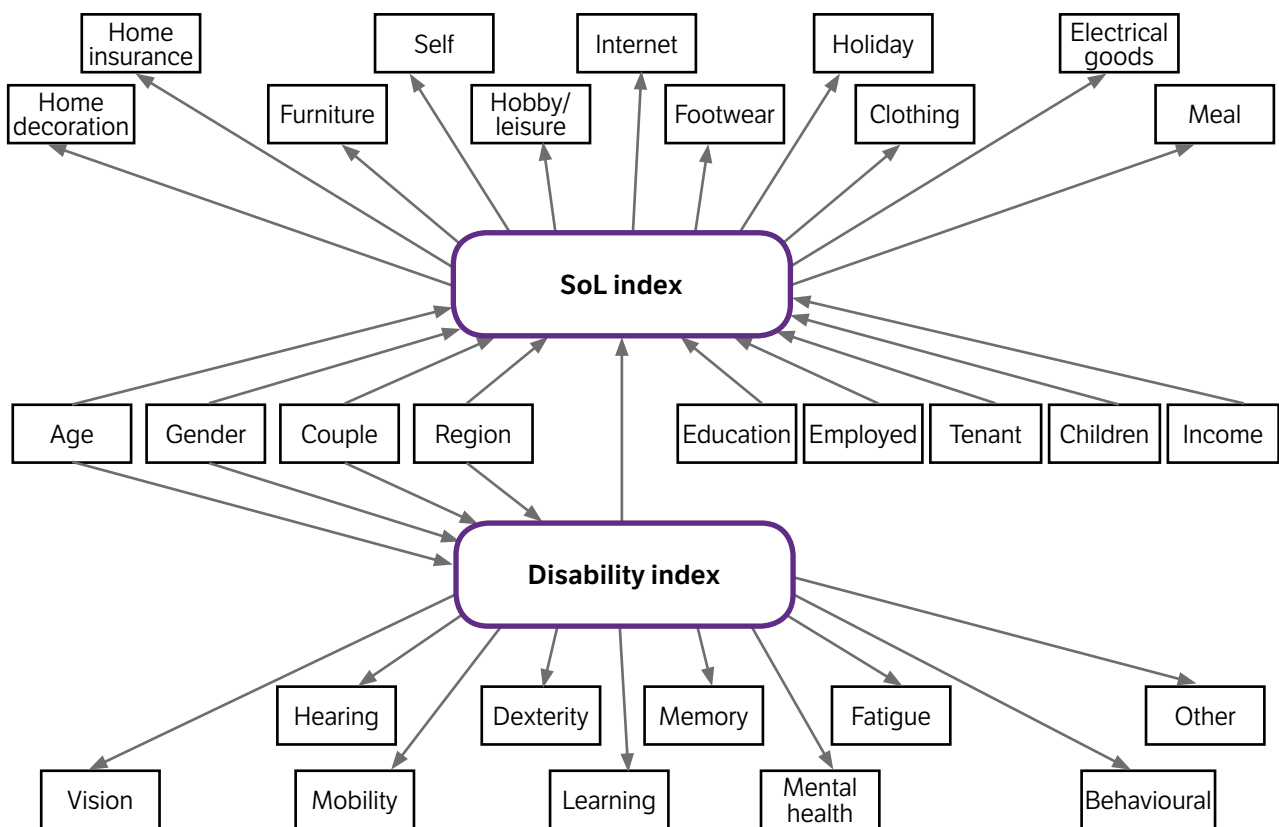 Home
insurance
Self
Internet
Holiday
Electrical
goods
Home
decoration
Furniture
Hobby/
leisure
Footwear
Clothing
Meal
SoL index
Age
Gender
Couple
Region
Education
Employed
Tenant
Children
Income
Disability index
Hearing
Dexterity
Memory
Fatigue
Other
Vision
Mobility
Learning
Mental
health
Behavioural